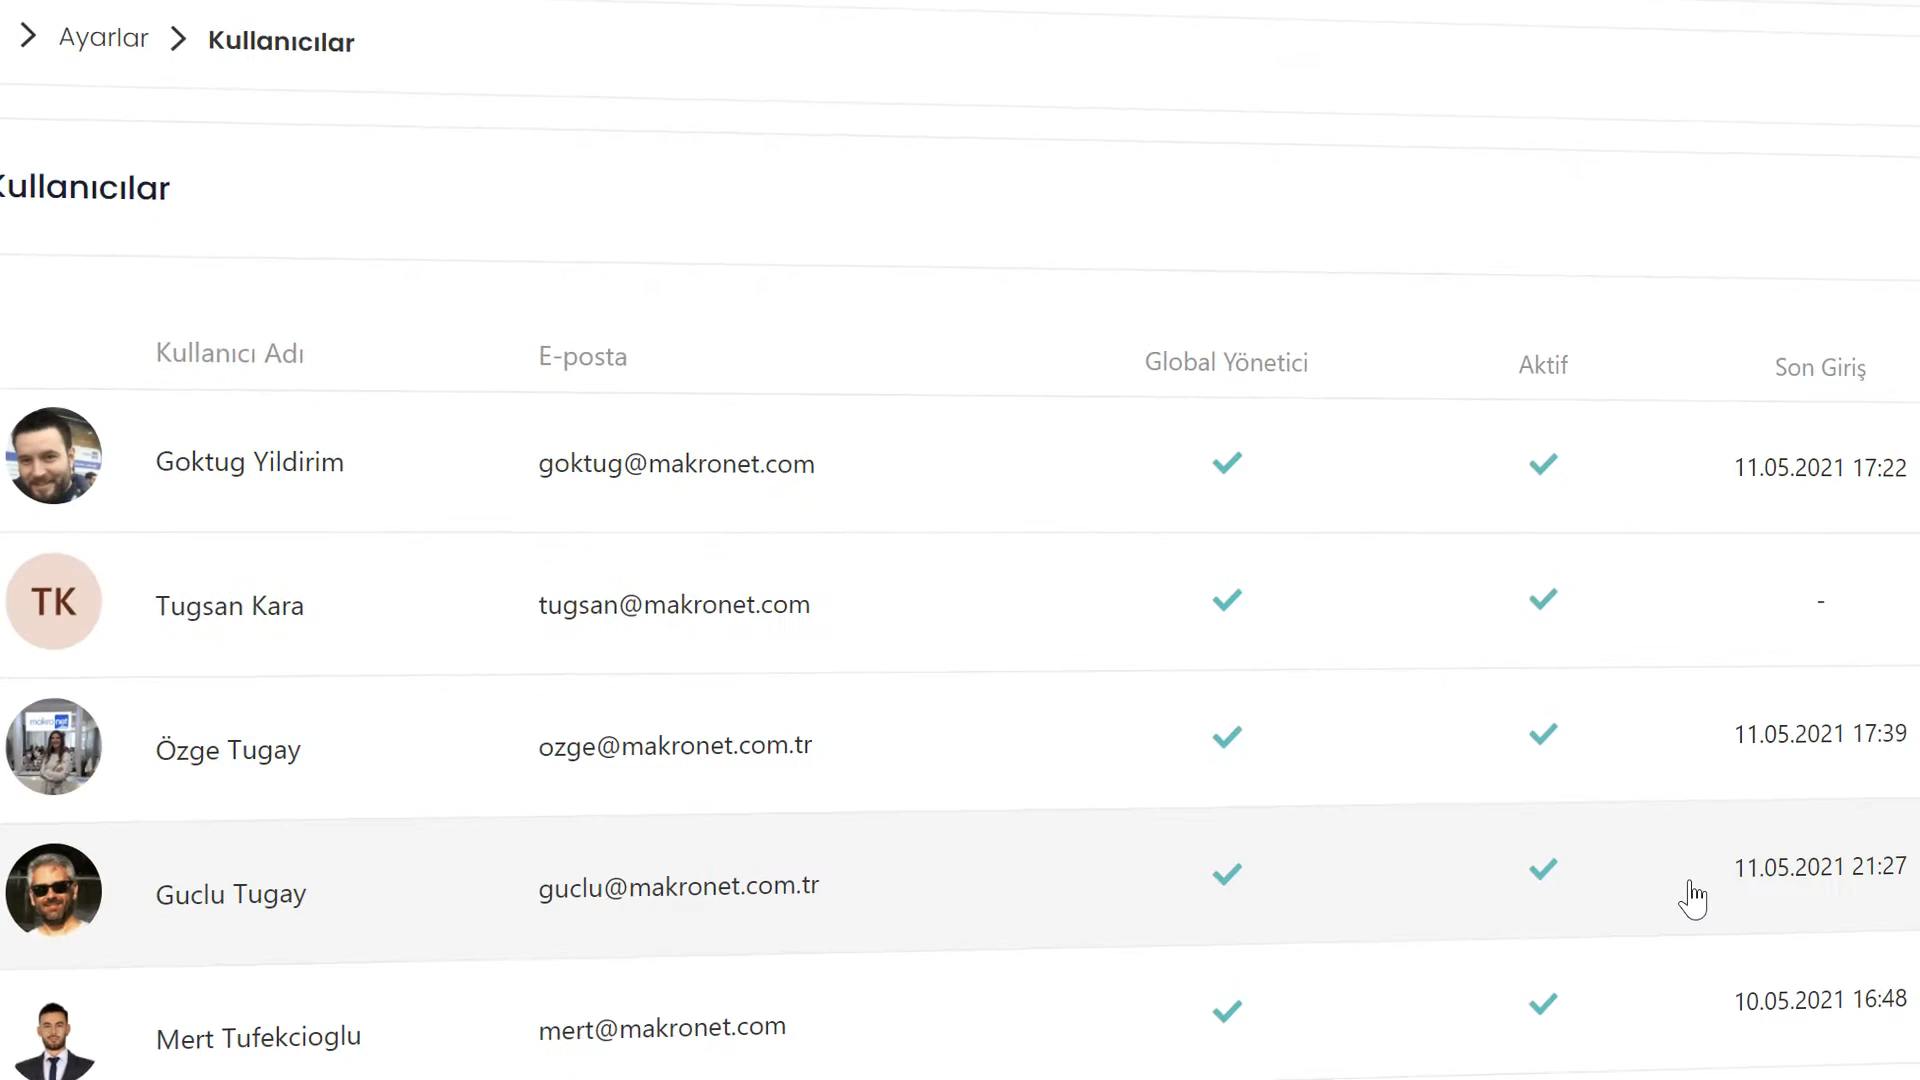 Ayarlar > Kullanıcılar
Kullanıcılar
Kullanıcı Adı E-posta Global Yönetici Aktif Son Giriş
Goktug Yildirim goktug@makronet.com 11.05.2021 17:22
TK Tugsan Kara tugsan@makronet.com -
makronet
Özge Tugay ozge@makronet.com.tr 11.05.2021 17:39
Guclu Tugay guclu@makronet.com.tr 11.05.2021 21:27
Mert Tufekcioglu mert@makronet.com 10.05.2021 16:48